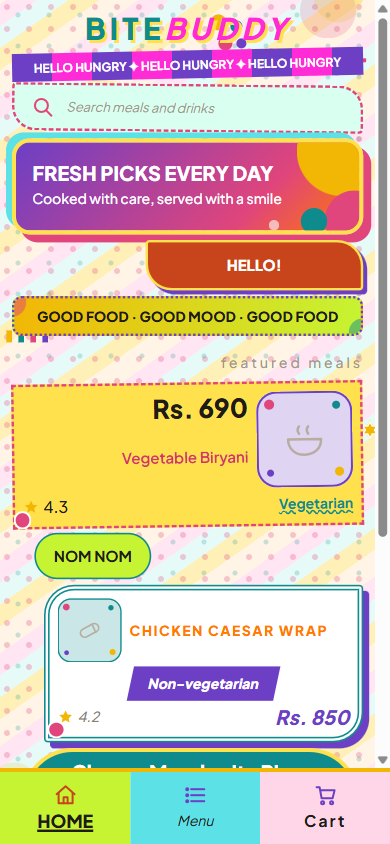 BITE BUDDY
HELLO HUNGRY ✦ HELLO HUNGRY ✦ HELLO HUNGRY
Search meals and drinks
FRESH PICKS EVERY DAY
Cooked with care, served with a smile
HELLO!
GOOD FOOD · GOOD MOOD · GOOD FOOD
featured meals
Rs. 690
Vegetable Biryani
4.3
Vegetarian
NOM NOM
CHICKEN CAESAR WRAP
Non-vegetarian
4.2
Rs. 850
HOME
Menu
Cart